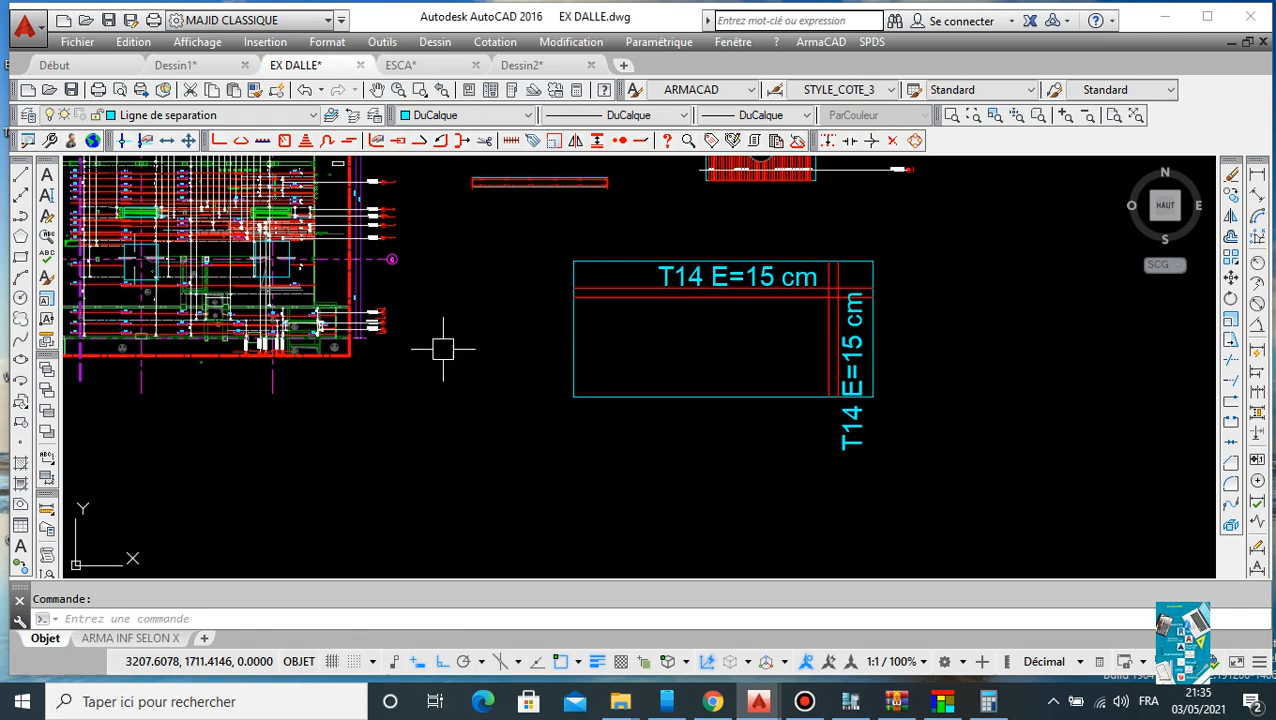 MAJID CLASSIQUE
Autodesk AutoCAD 2016 EX DALLE.dwg
Entrez mot-clé ou expression
Se connecter
Fichier Edition Affichage Insertion Format Outils Dessin Cotation Modification Paramétrique Fenêtre ? ArmaCAD SPDS
Début Dessin1* EX DALLE* ESCA* Dessin2*
ARMACAD STYLE_COTE_3 Standard Standard
Ligne de separation DuCalque DuCalque DuCalque ParCouleur
N
O HAUT E
S
SCG
T14 E=15 cm
T14 E=15 cm
Y
X
Commande:
Entrez une commande
Objet ARMA INF SELON X
3207.6078, 1711.4146, 0.0000 OBJET 1:1 / 100% Décimal
Taper ici pour rechercher
FRA
21:35
03/05/2021
2